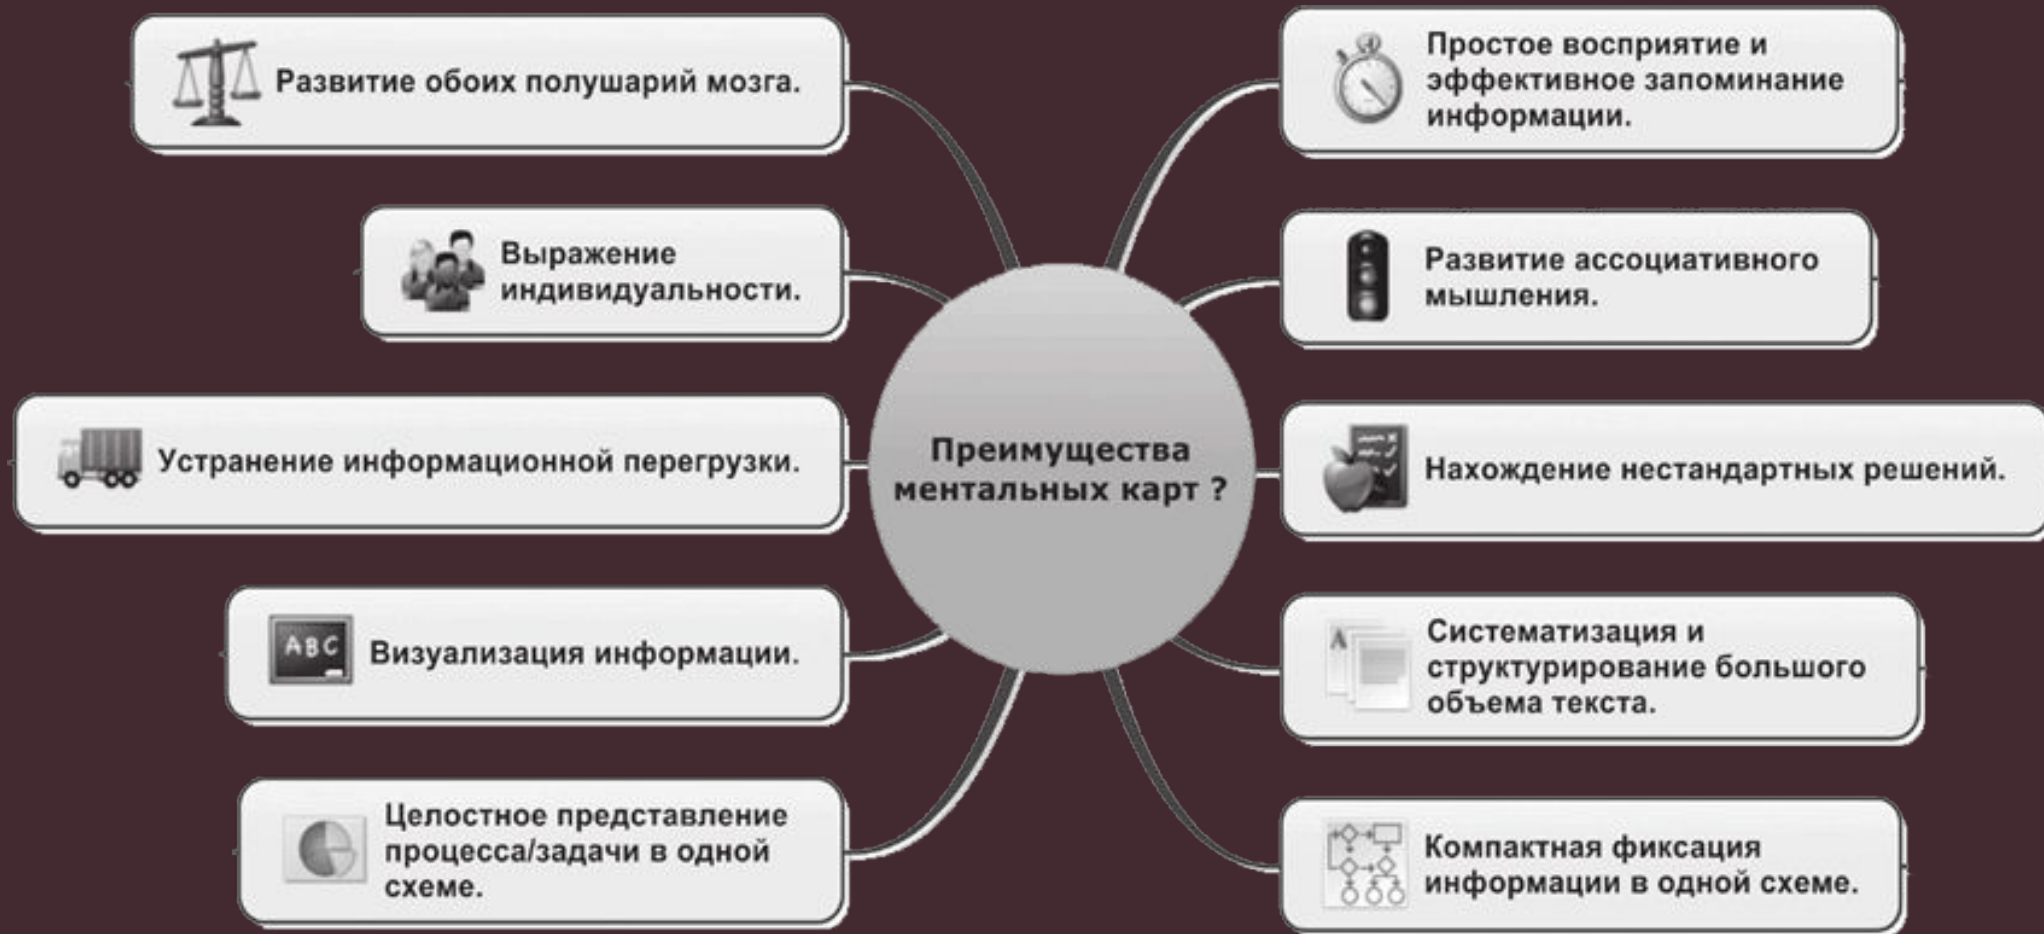 Развитие обоих полушарий мозга.
Выражение
индивидуальности.
Устранение информационной перегрузки.
Визуализация информации.
ABC
Целостное представление
процесса/задачи в одной
схеме.
Преимущества
ментальных карт ?
Простое восприятие и
эффективное запоминание
информации.
Развитие ассоциативного
мышления.
Нахождение нестандартных решений.
A
Систематизация и
структурирование большого
объема текста.
Компактная фиксация
информации в одной схеме.